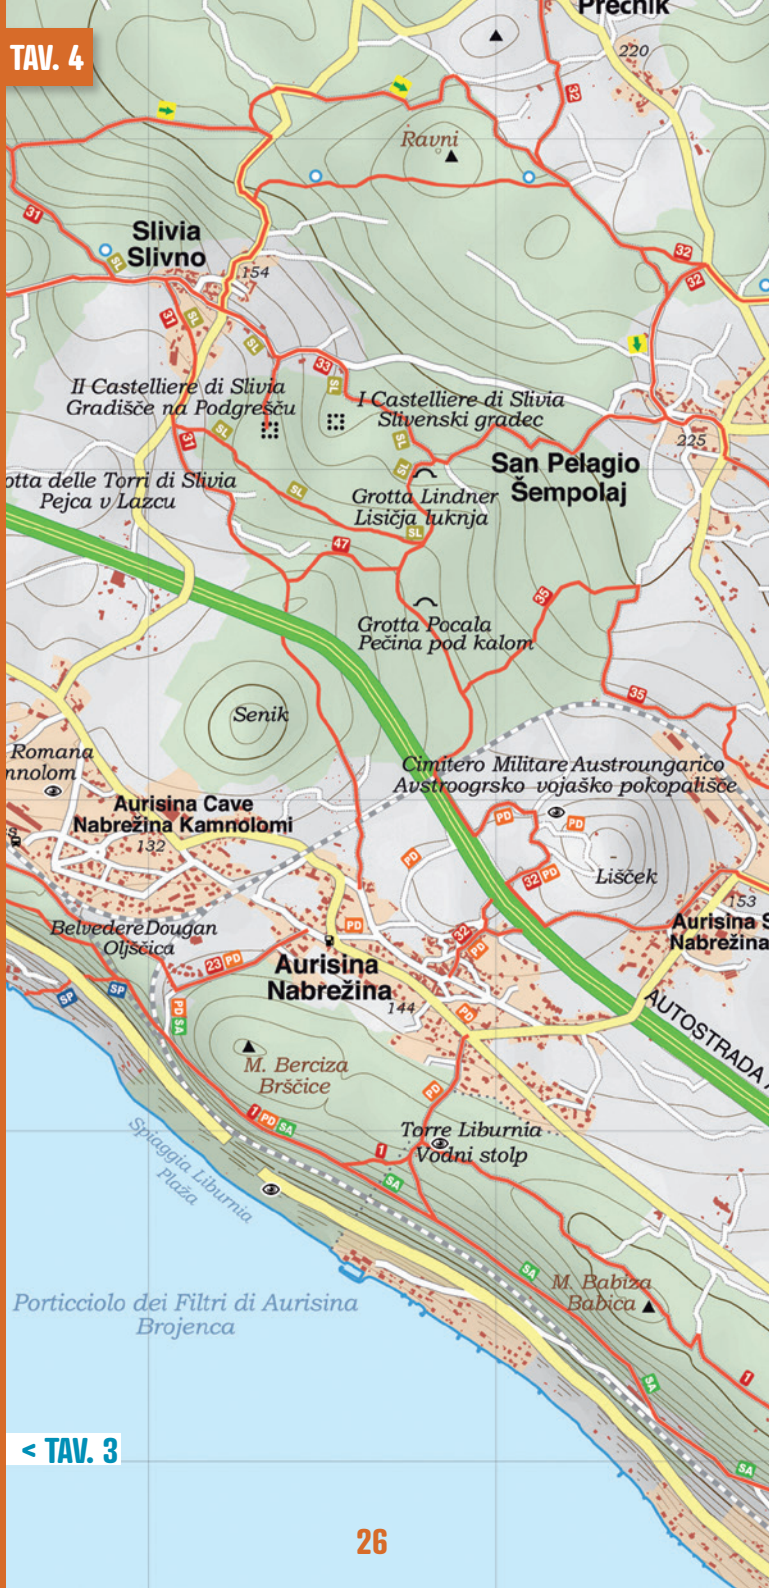 Prečnik
TAV. 4
220
32
Ravni
31
Slivia
Slivno
SL
154
32
32
31
SL
SL
33
SL
II Castelliere di Slivia
Gradišče na Podgrešču
I Castelliere di Slivia
Slivenski gradec
31
SL
SL
225
San Pelagio
Šempolaj
otta delle Torri di Slivia
Pejca v Lazcu
SL
SL
Grotta Lindner
Lisičja luknja
SL
47
35
Grotta Pocala
Pečina pod kalom
35
Senik
Romana
mnolom
Cimitero Militare Austroungarico
Avstroogrsko vojaško pokopališče
Aurisina Cave
Nabrežina Kamnolomi
132
PD
PD
PD
32 PD
Lišček
153
Aurisina S
Nabrežina
Belvedere Dougan
Oljščica
PD
32
PD
23 PD
Aurisina
Nabrežina
144
SP
SP
PD
SA
PD
AUTOSTRADA A
M. Berciza
Brščice
PD
1 PD SA
Torre Liburnia
Vodni stolp
1
SA
Spiaggia Liburnia
plaža
SA
M. Babiza
Babica
Porticciolo dei Filtri di Aurisina
Brojenca
1
SA
< TAV. 3
SA
26